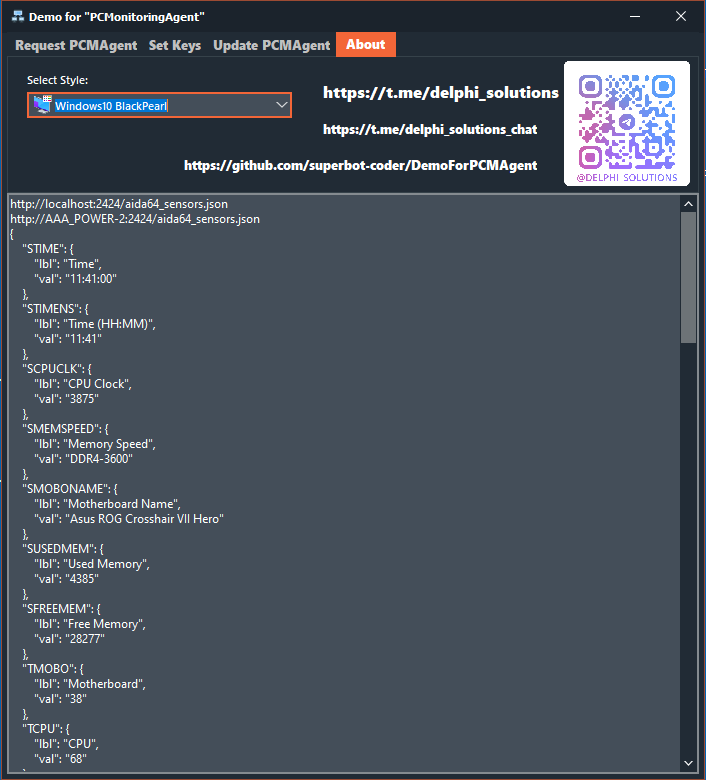 Demo for "PCMonitoringAgent"
Request PCMAgent Set Keys Update PCMAgent About
Select Style:
Windows10 BlackPearl
https://t.me/delphi_solutions
https://t.me/delphi_solutions_chat
https://github.com/superbot-coder/DemoForPCMAgent
@DELPHI SOLUTIONS
http://localhost:2424/aida64_sensors.json
http://AAA_POWER-2:2424/aida64_sensors.json
{
"STIME": {
"lbl": "Time",
"val": "11:41:00"
},
"STIMENS": {
"lbl": "Time (HH:MM)",
"val": "11:41"
},
"SCPUCLK": {
"lbl": "CPU Clock",
"val": "3875"
},
"SMEMSPEED": {
"lbl": "Memory Speed",
"val": "DDR4-3600"
},
"SMOBONAME": {
"lbl": "Motherboard Name",
"val": "Asus ROG Crosshair VII Hero"
},
"SUSEDMEM": {
"lbl": "Used Memory",
"val": "4385"
},
"SFREEMEM": {
"lbl": "Free Memory",
"val": "28277"
},
"TMOBO": {
"lbl": "Motherboard",
"val": "38"
},
"TCPU": {
"lbl": "CPU",
"val": "68"